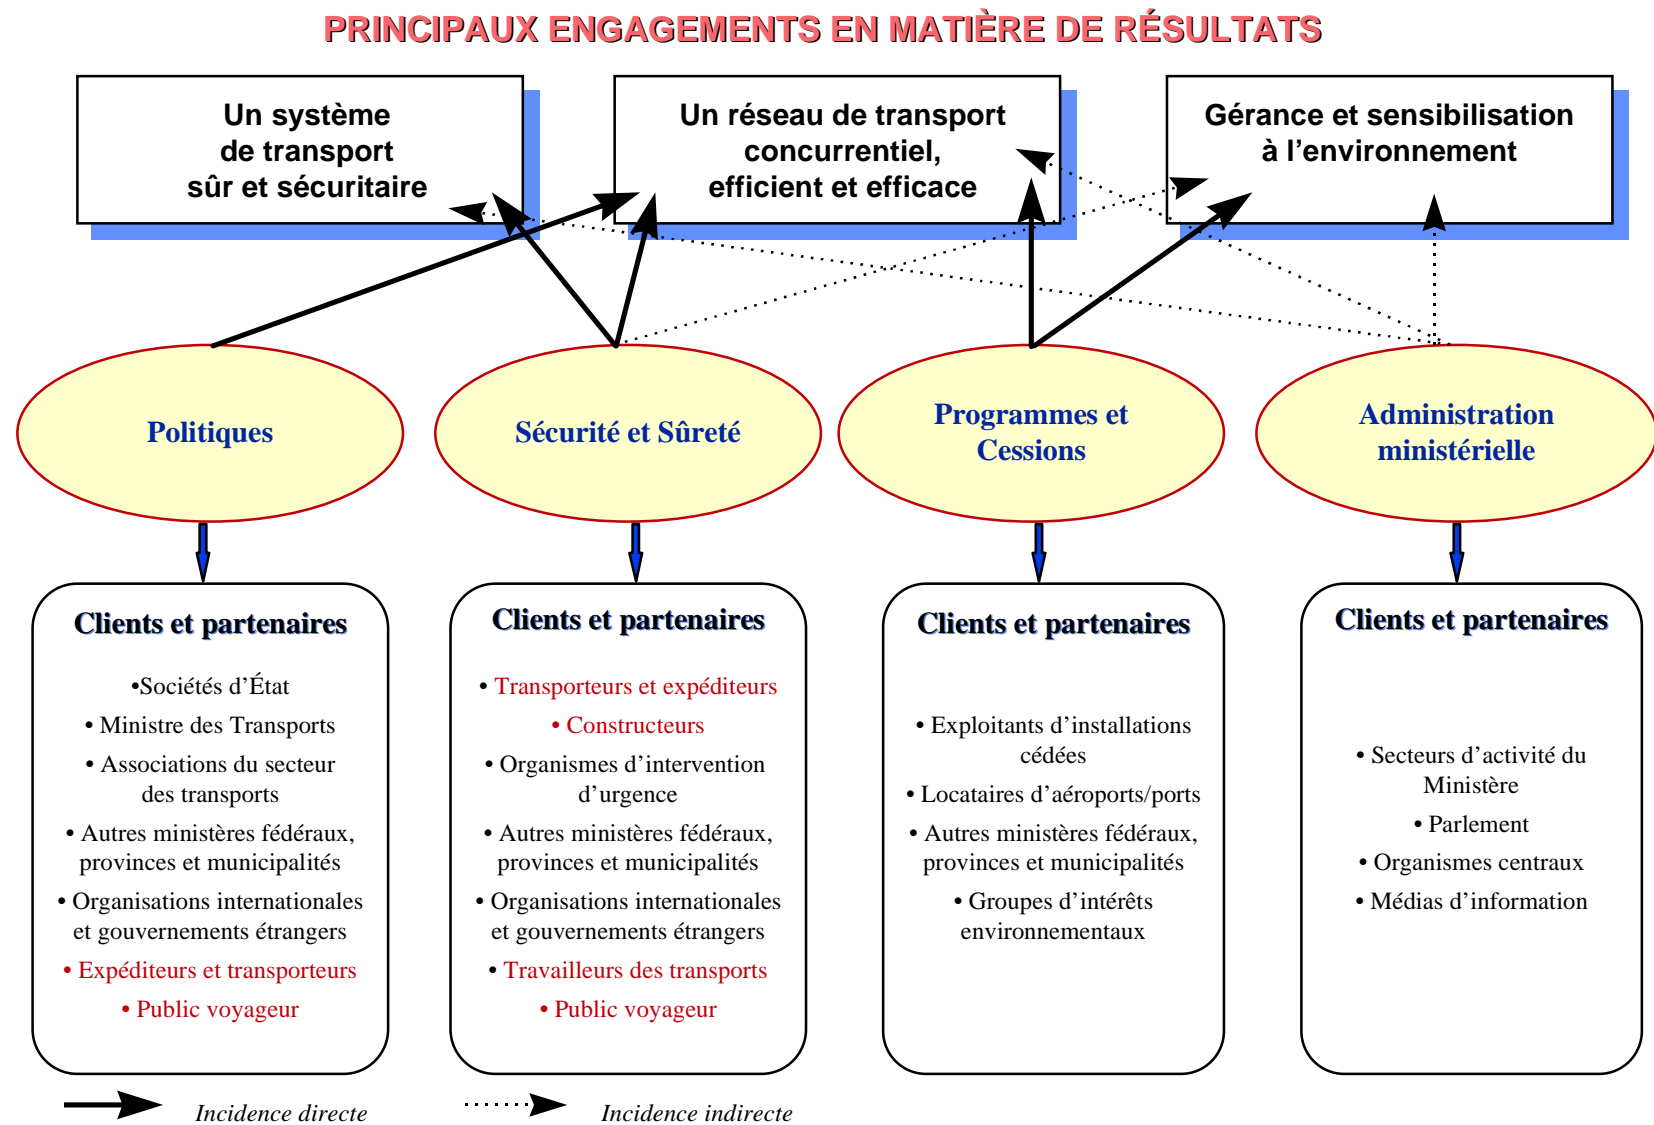 PRINCIPAUX ENGAGEMENTS EN MATIÈRE DE RÉSULTATS
Un système
de transport
sûr et sécuritaire
Un réseau de transport
concurrentiel,
efficient et efficace
Gérance et sensibilisation
à l'environnement
Politiques
Sécurité et Sûreté
Programmes et
Cessions
Administration
ministérielle
Clients et partenaires
•Sociétés d'État
• Ministre des Transports
• Associations du secteur
des transports
• Autres ministères fédéraux,
provinces et municipalités
• Organisations internationales
et gouvernements étrangers
• Expéditeurs et transporteurs
• Public voyageur
Clients et partenaires
• Transporteurs et expéditeurs
• Constructeurs
• Organismes d'intervention
d'urgence
• Autres ministères fédéraux,
provinces et municipalités
• Organisations internationales
et gouvernements étrangers
• Travailleurs des transports
• Public voyageur
Clients et partenaires
• Exploitants d'installations
cédées
• Locataires d'aéroports/ports
• Autres ministères fédéraux,
provinces et municipalités
• Groupes d'intérêts
environnementaux
Clients et partenaires
• Secteurs d'activité du
Ministère
• Parlement
• Organismes centraux
• Médias d'information
Incidence directe
Incidence indirecte